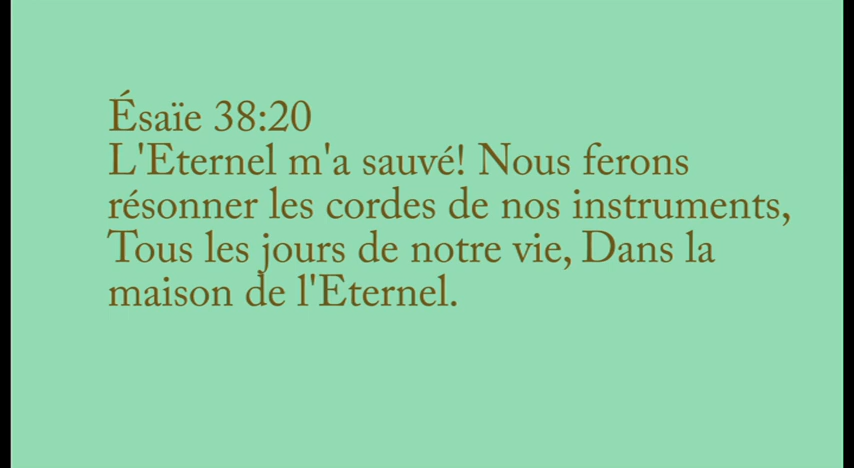 Ésaïe 38:20
L'Eternel m'a sauvé! Nous ferons
résonner les cordes de nos instruments,
Tous les jours de notre vie, Dans la
maison de l'Eternel.